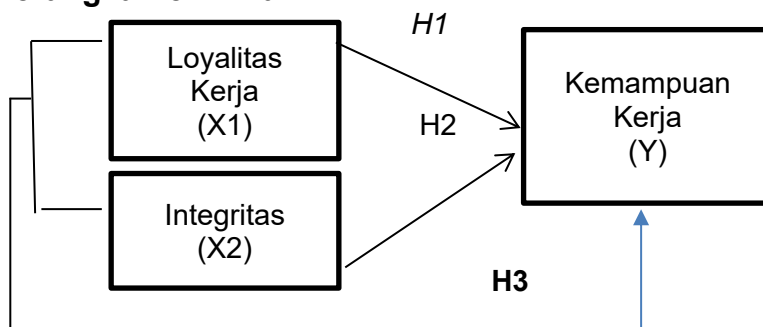 H1
Loyalitas
Kerja
(X1)
Kemampuan
Kerja
(Y)
H2
Integritas
(X2)
H3